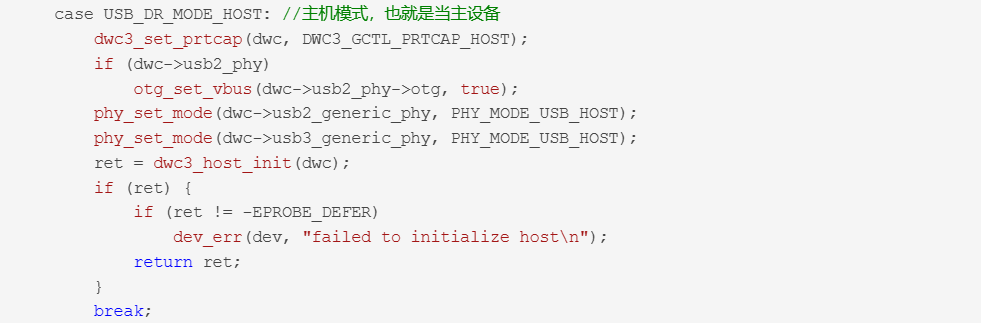 case USB_DR_MODE_HOST: //主机模式，也就是当主设备
dwc3_set_prtcap(dwc, DWC3_GCTL_PRTCAP_HOST);
if (dwc->usb2_phy)
otg_set_vbus(dwc->usb2_phy->otg, true);
phy_set_mode(dwc->usb2_generic_phy, PHY_MODE_USB_HOST);
phy_set_mode(dwc->usb3_generic_phy, PHY_MODE_USB_HOST);
ret = dwc3_host_init(dwc);
if (ret) {
if (ret != -EPROBE_DEFER)
dev_err(dev, "failed to initialize host\n");
return ret;
}
break;